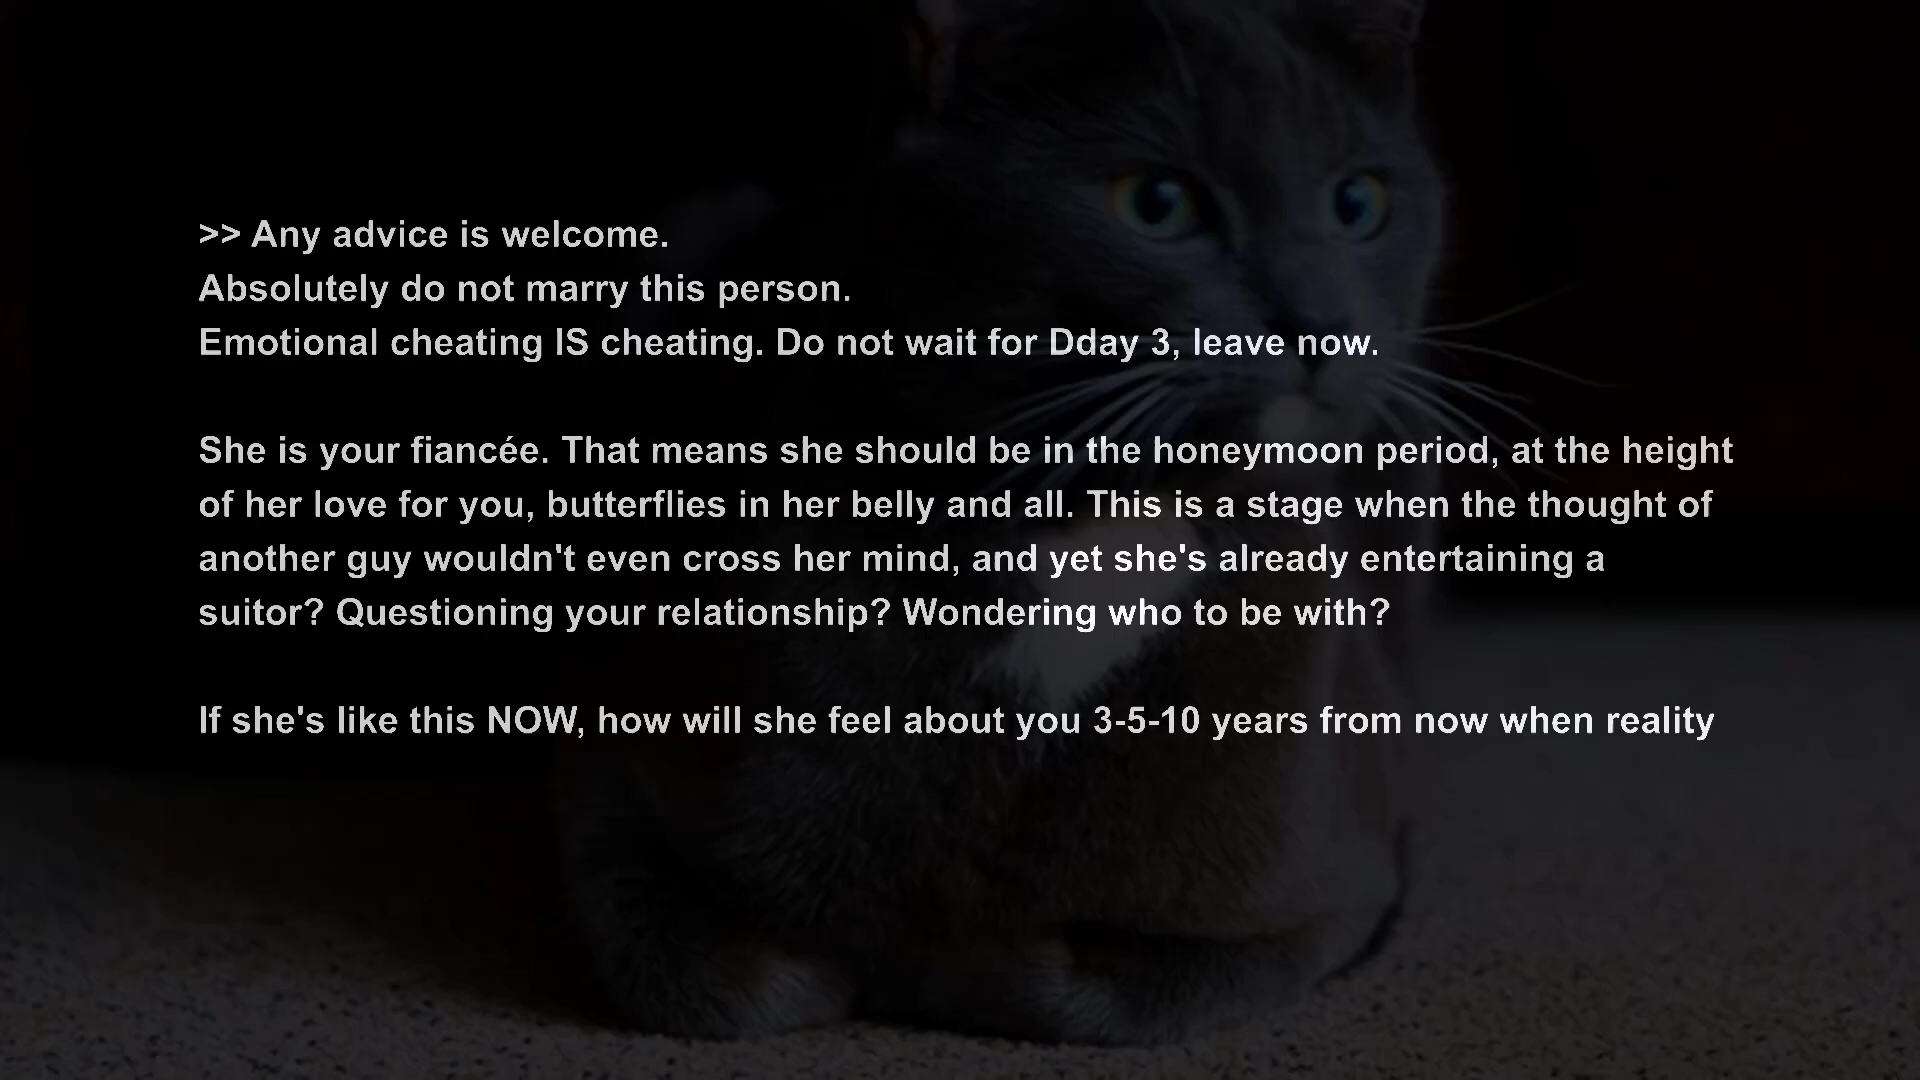 >> Any advice is welcome.
Absolutely do not marry this person.
Emotional cheating IS cheating. Do not wait for Dday 3, leave now.
She is your fiancée. That means she should be in the honeymoon period, at the height
of her love for you, butterflies in her belly and all. This is a stage when the thought of
another guy wouldn't even cross her mind, and yet she's already entertaining a
suitor? Questioning your relationship? Wondering who to be with?
If she's like this NOW, how will she feel about you 3-5-10 years from now when reality